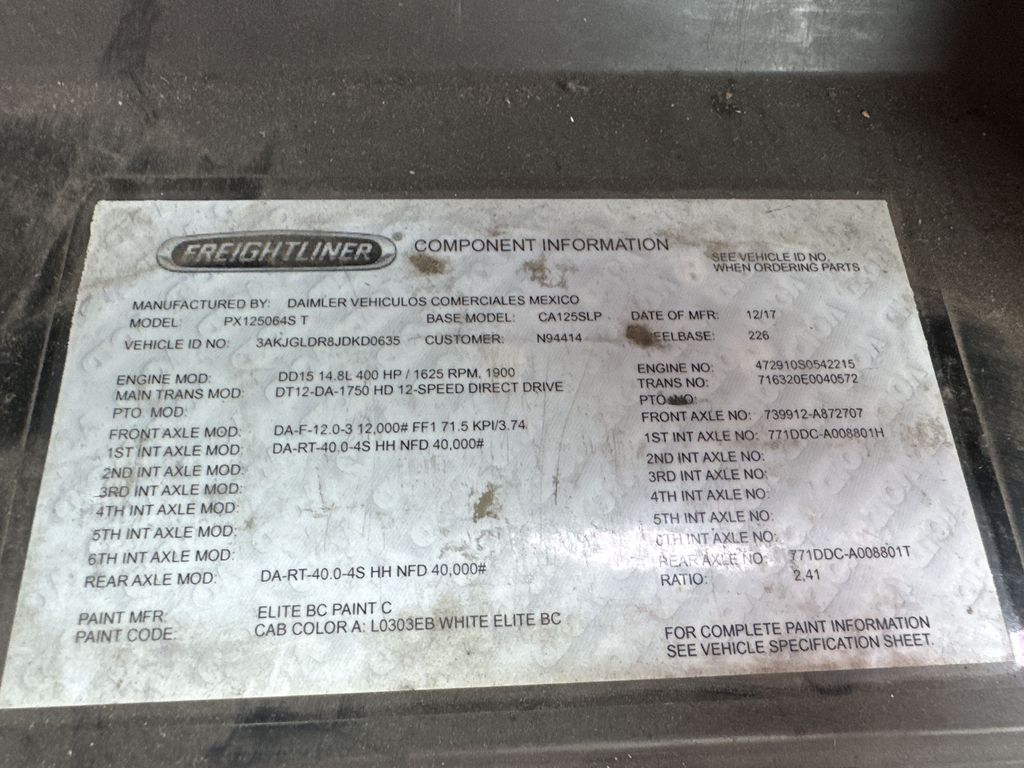 FREIGHTLINER® COMPONENT INFORMATION
SEE VEHICLE ID NO.
WHEN ORDERING PARTS
MANUFACTURED BY: DAIMLER VEHICULOS COMERCIALES MEXICO
MODEL: PX125064S T BASE MODEL: CA125SLP DATE OF MFR: 12/17
VEHICLE ID NO: 3AKJGLDR8JDKD0635 CUSTOMER: N94414 EELBASE: 226
ENGINE MOD: DD15 14.8L 400 HP / 1625 RPM, 1900 ENGINE NO: 472910S0542215
MAIN TRANS MOD: DT12-DA-1750 HD 12-SPEED DIRECT DRIVE TRANS NO: 716320E0040572
PTO MOD: PTO NO:
FRONT AXLE MOD: DA-F-12.0-3 12,000# FF1 71.5 KPI/3.74 FRONT AXLE NO: 739912-A872707
1ST INT AXLE MOD: DA-RT-40.0-4S HH NFD 40,000# 1ST INT AXLE NO: 771DDC-A008801H
2ND INT AXLE MOD: 2ND INT AXLE NO:
3RD INT AXLE MOD: 3RD INT AXLE NO:
4TH INT AXLE MOD: 4TH INT AXLE NO:
5TH INT AXLE MOD: 5TH INT AXLE NO:
6TH INT AXLE MOD: 6TH INT AXLE NO:
REAR AXLE MOD: DA-RT-40.0-4S HH NFD 40,000# REAR AXLE NO: 771DDC-A008801T
RATIO: 2.41
PAINT MFR: ELITE BC PAINT C
PAINT CODE: CAB COLOR A: L0303EB WHITE ELITE BC
FOR COMPLETE PAINT INFORMATION
SEE VEHICLE SPECIFICATION SHEET.